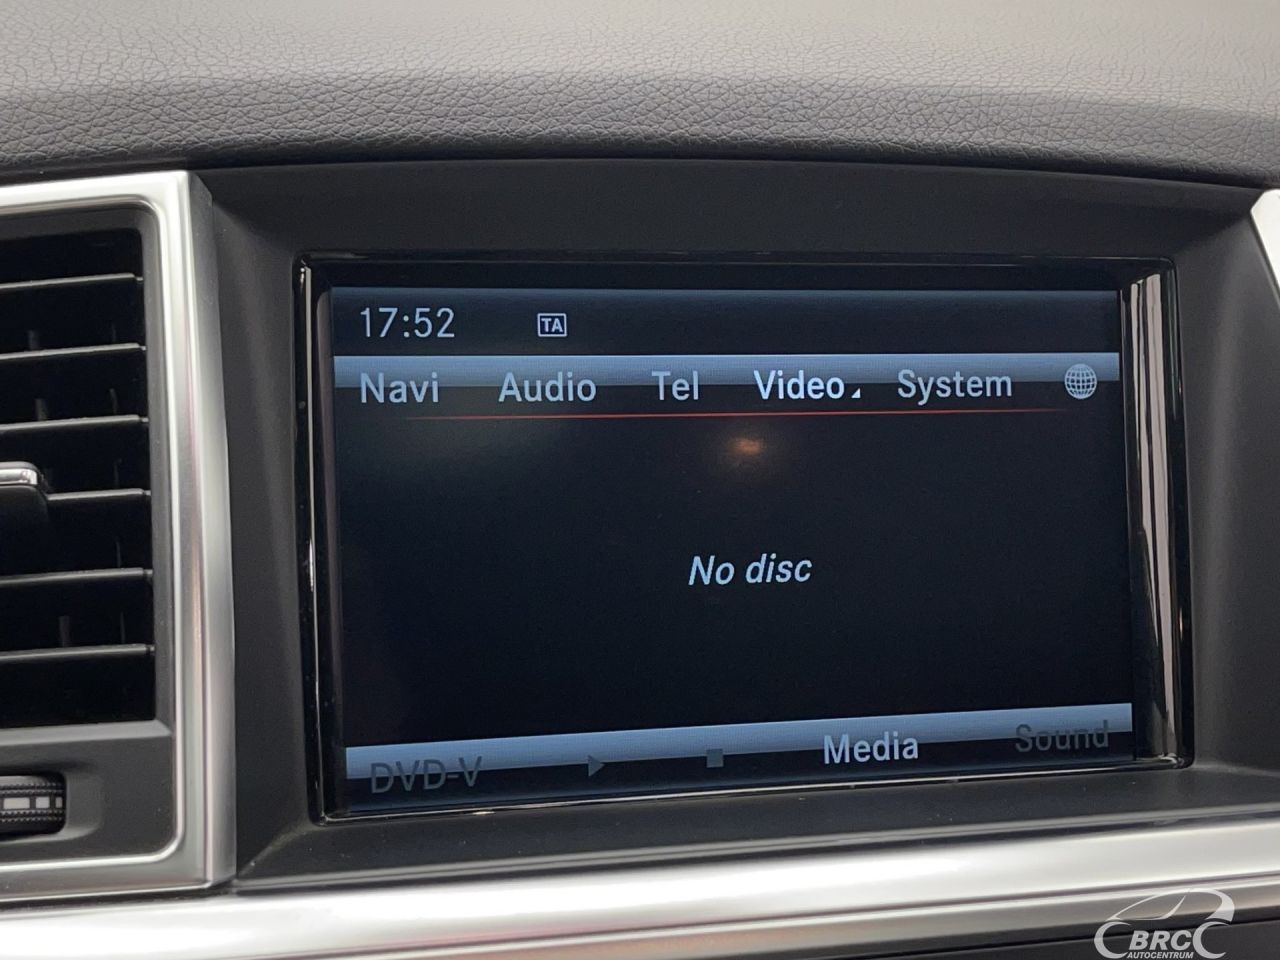 17:52 TA
Navi Audio Tel Video System
No disc
DVD-V Media Sound
BRC
AUTOCENTRUM